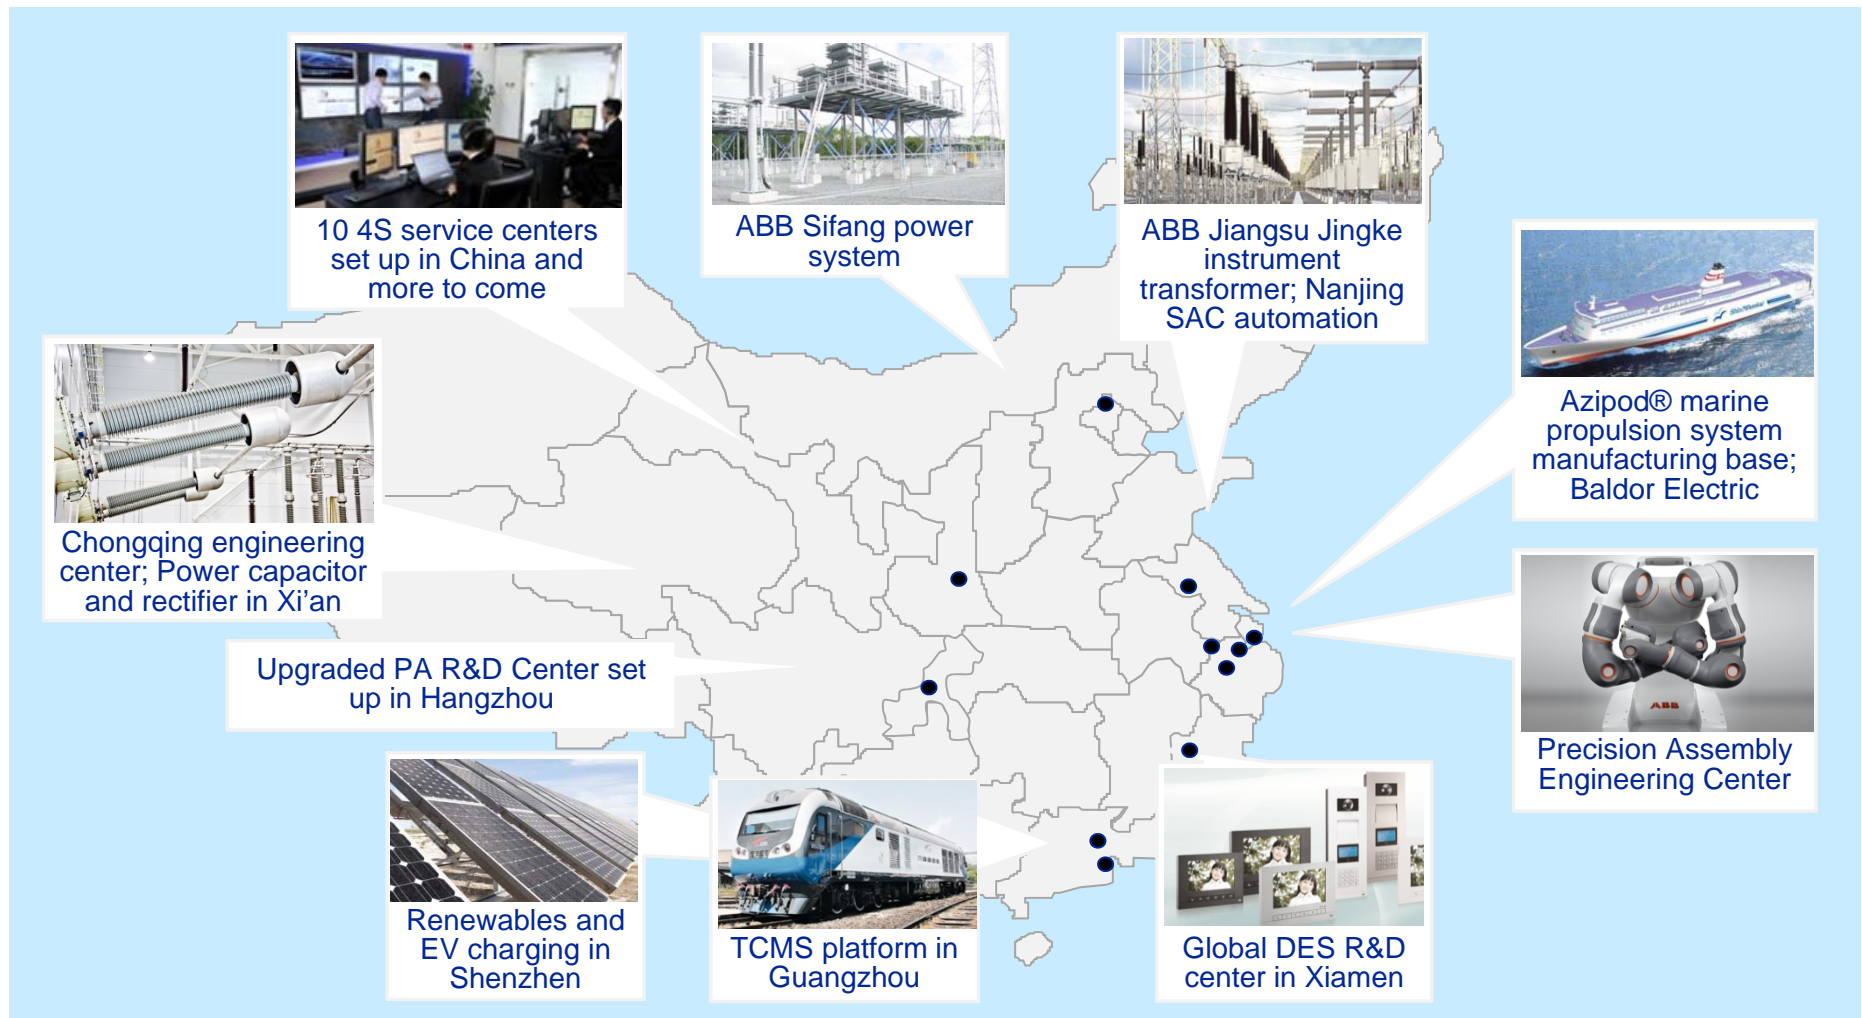 10 4S service centers
set up in China and
more to come
ABB Sifang power
system
ABB Jiangsu Jingke
instrument
transformer; Nanjing
SAC automation
Azipod® marine
propulsion system
manufacturing base;
Baldor Electric
Chongqing engineering
center; Power capacitor
and rectifier in Xi’an
Upgraded PA R&D Center set
up in Hangzhou
ABB
Precision Assembly
Engineering Center
Renewables and
EV charging in
Shenzhen
TCMS platform in
Guangzhou
Global DES R&D
center in Xiamen